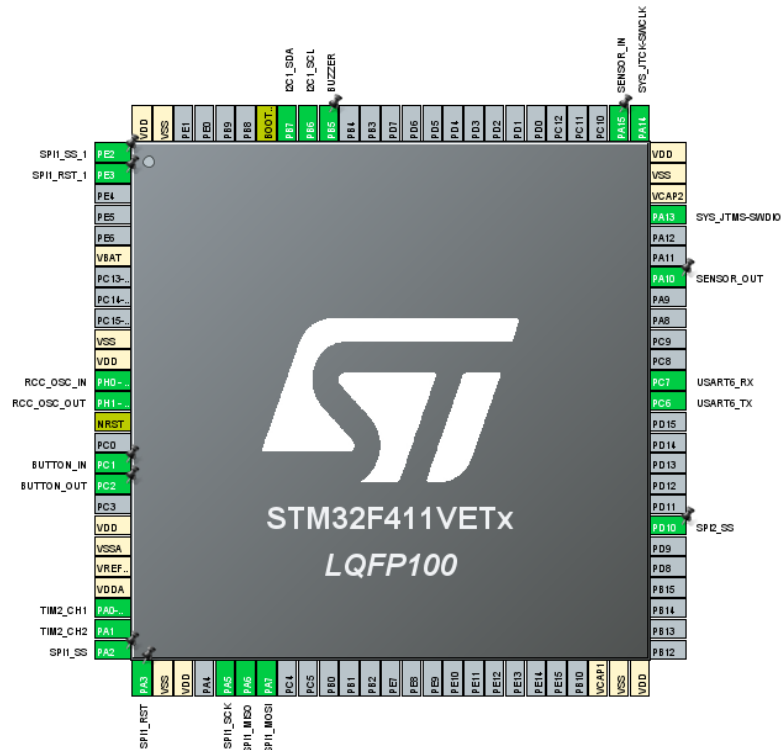 I2C1_SDA
I2C1_SCL
BUZZER
SENSOR_IN
SYS_JTCK-SWCLK
VDD
VSS
PE1
PE0
PB9
PB8
BOOT..
PB7
PB6
PB5
PB4
PB3
PD7
PD6
PD5
PD4
PD3
PD2
PD1
PD0
PC12
PC11
PC10
PA15
PA14
SPI1_SS_1 PE2
SPI1_RST_1 PE3
PE4
PE5
PE6
VBAT
PC13-..
PC14-..
PC15-..
VSS
VDD
RCC_OSC_IN PH0-..
RCC_OSC_OUT PH1-..
NRST
PC0
BUTTON_IN PC1
BUTTON_OUT PC2
PC3
VDD
VSSA
VREF..
VDDA
TIM2_CH1 PA0-..
TIM2_CH2 PA1
SPI1_SS PA2
STM32F411VETx
LQFP100
VDD
VSS
VCAP2
PA13 SYS_JTMS-SWDIO
PA12
PA11
PA10 SENSOR_OUT
PA9
PA8
PC9
PC8
PC7 USART6_RX
PC6 USART6_TX
PD15
PD14
PD13
PD12
PD11
PD10 SPI2_SS
PD9
PD8
PB15
PB14
PB13
PB12
PA3
VSS
VDD
PA4
PA5
PA6
PA7
PC4
PC5
PB0
PB1
PB2
PE7
PE8
PE9
PE10
PE11
PE12
PE13
PE14
PE15
PB10
VCAP1
VSS
VDD
SPI1_RST
SPI1_SCK
SPI1_MISO
SPI1_MOSI